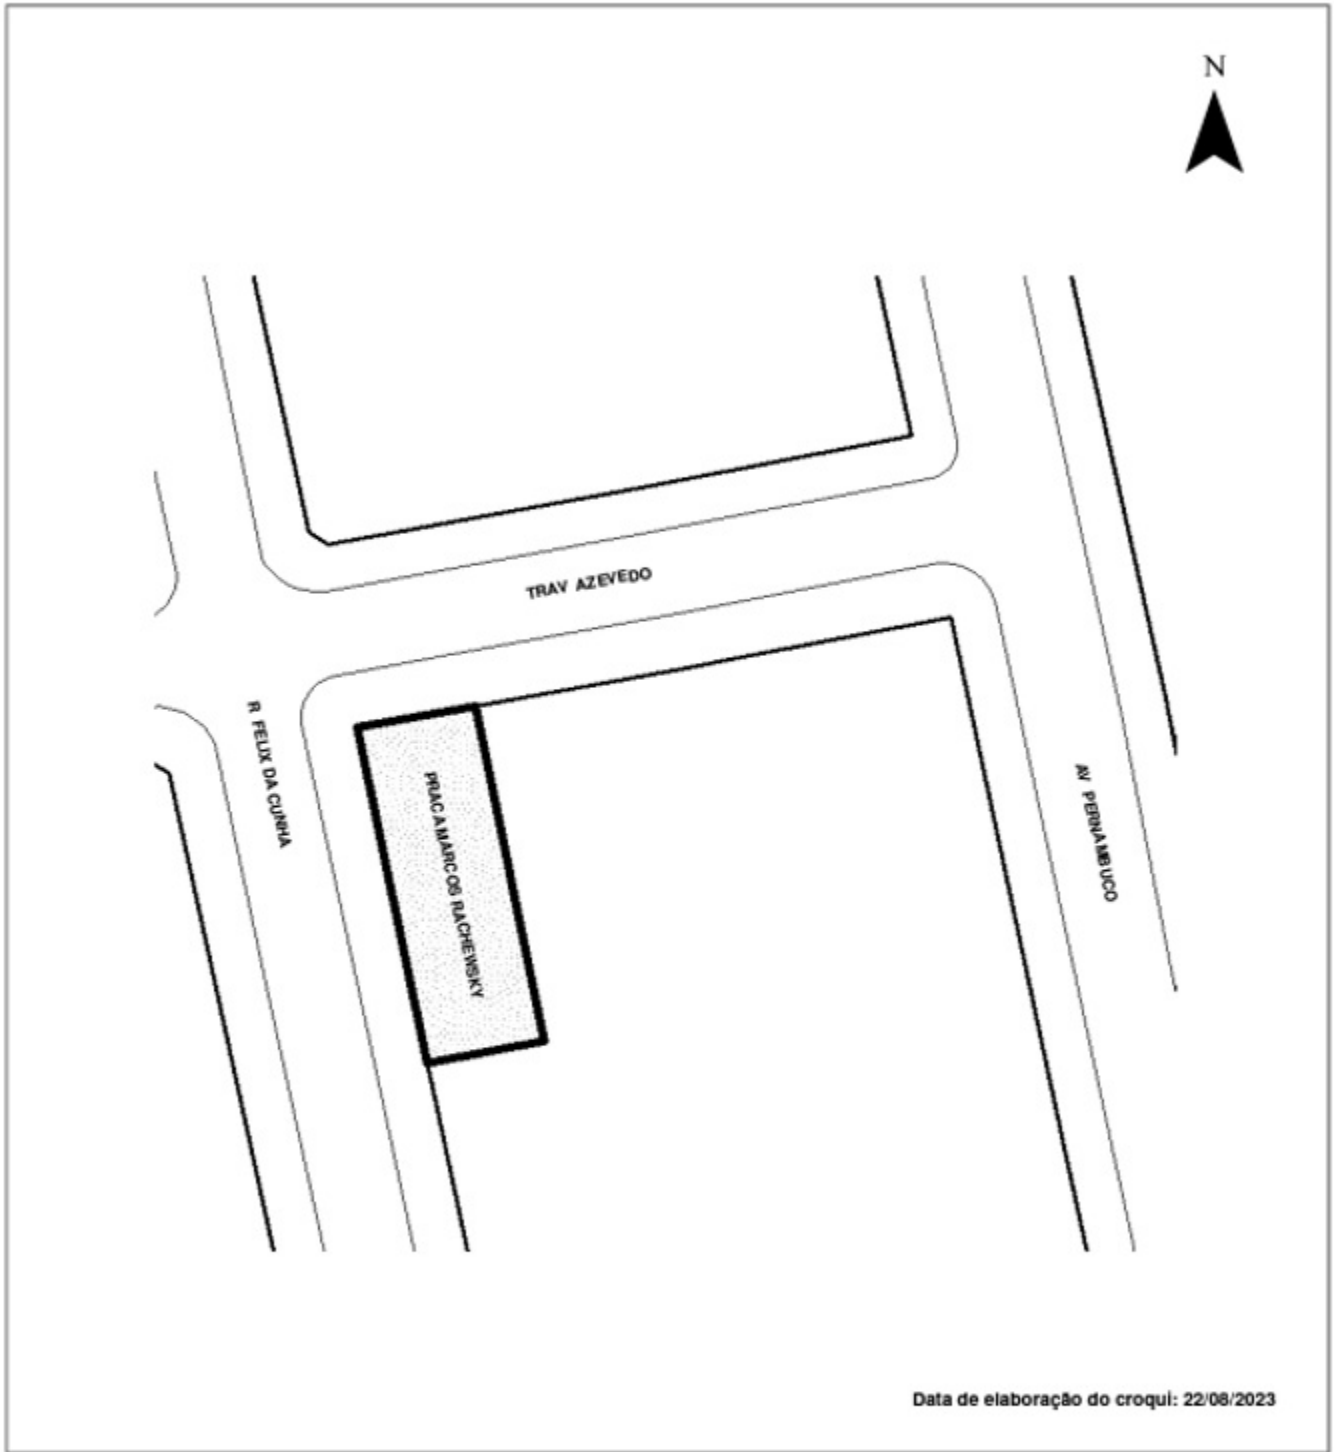 N
TRAV AZEVEDO
R FELIX DA CUNHA
PRACA MARCOS RACHEWSKY
AV PERNAMBUCO
Data de elaboração do croqui: 22/08/2023